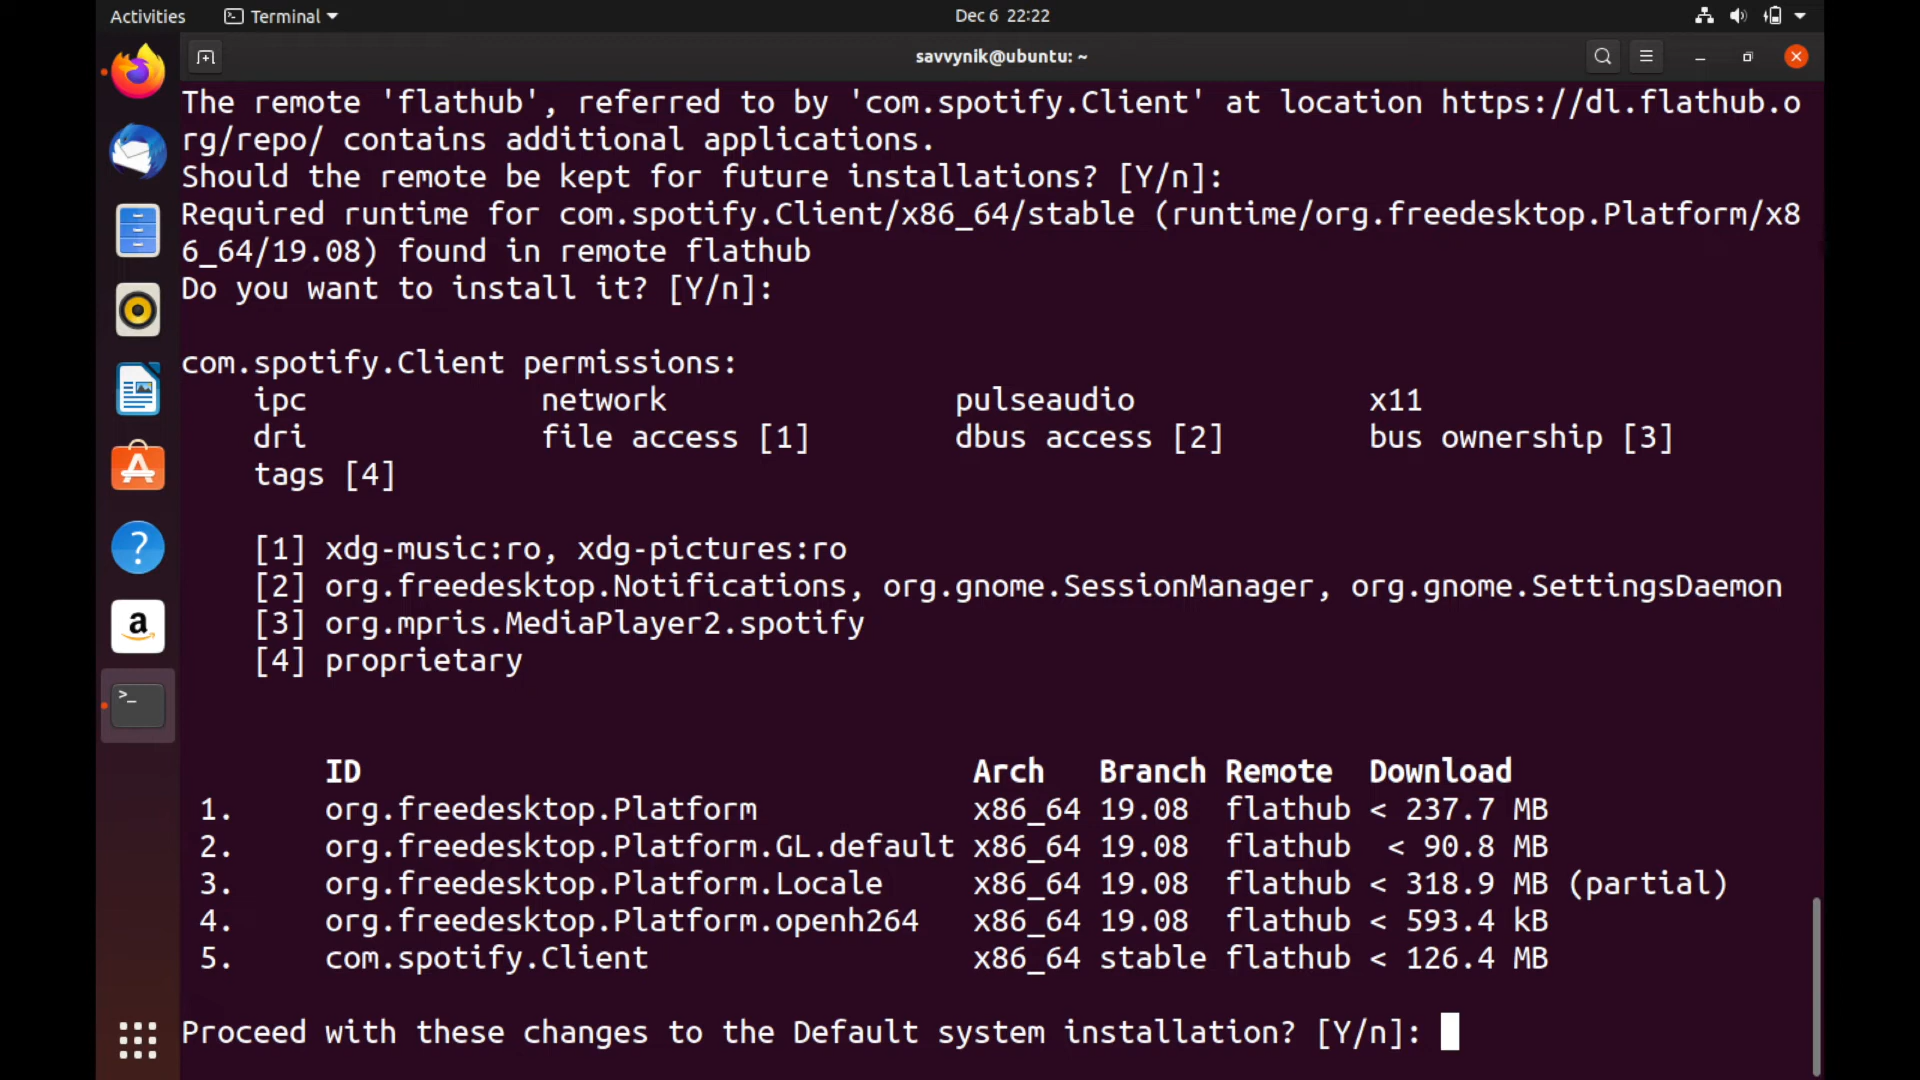 Activities
Terminal
Dec 6 22:22
savvynik@ubuntu: ~
The remote 'flathub', referred to by 'com.spotify.Client' at location https://dl.flathub.o
rg/repo/ contains additional applications.
Should the remote be kept for future installations? [Y/n]:
Required runtime for com.spotify.Client/x86_64/stable (runtime/org.freedesktop.Platform/x8
6_64/19.08) found in remote flathub
Do you want to install it? [Y/n]:
com.spotify.Client permissions:
ipc network pulseaudio x11
dri file access [1] dbus access [2] bus ownership [3]
tags [4]
[1] xdg-music:ro, xdg-pictures:ro
[2] org.freedesktop.Notifications, org.gnome.SessionManager, org.gnome.SettingsDaemon
[3] org.mpris.MediaPlayer2.spotify
[4] proprietary
ID Arch Branch Remote Download
1. org.freedesktop.Platform x86_64 19.08 flathub < 237.7 MB
2. org.freedesktop.Platform.GL.default x86_64 19.08 flathub < 90.8 MB
3. org.freedesktop.Platform.Locale x86_64 19.08 flathub < 318.9 MB (partial)
4. org.freedesktop.Platform.openh264 x86_64 19.08 flathub < 593.4 kB
5. com.spotify.Client x86_64 stable flathub < 126.4 MB
Proceed with these changes to the Default system installation? [Y/n]: